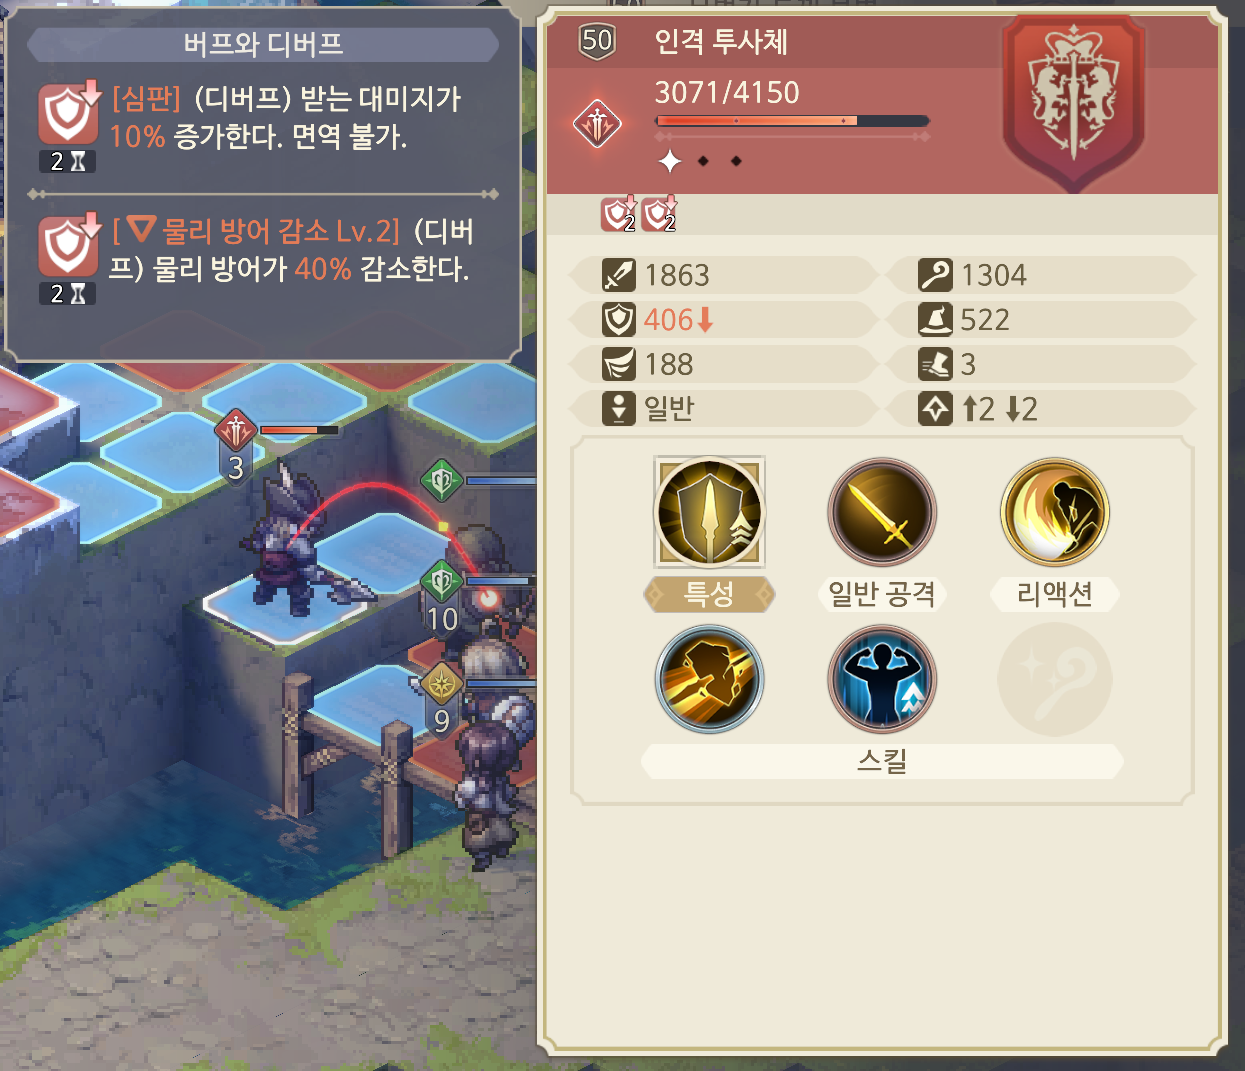 버프와 디버프
[심판] (디버프) 받는 대미지가
10% 증가한다. 면역 불가.
2
[▽물리 방어 감소 Lv.2] (디버
프) 물리 방어가 40% 감소한다.
2
50
인격 투사체
3071/4150
2
2
1863
1304
406↓
522
188
3
일반
↑2 ↓2
특성
일반 공격
리액션
스킬
3
10
9